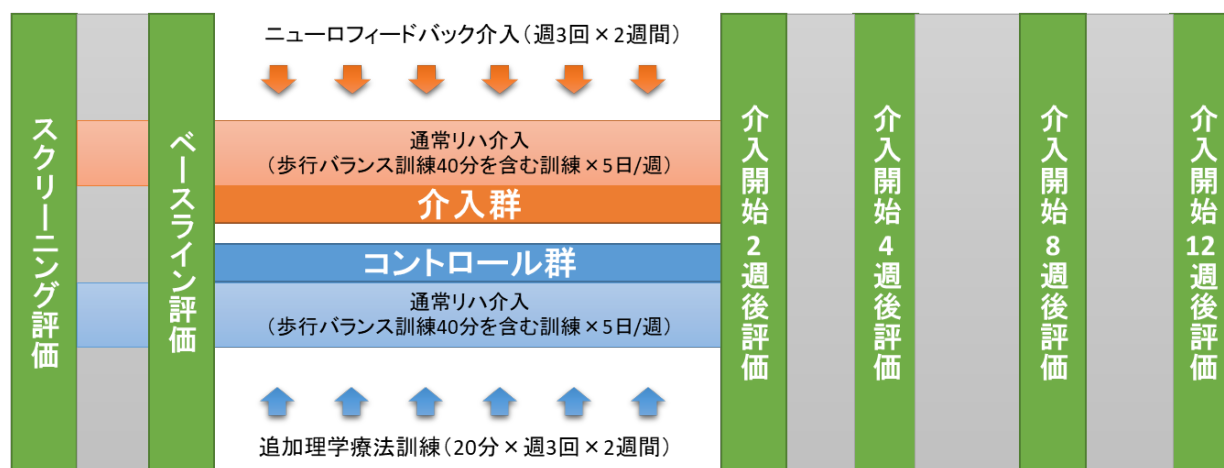 スクリーニング評価
ベースライン評価
ニューロフィードバック介入（週3回×2週間）
通常リハ介入
（歩行バランス訓練40分を含む訓練×5日/週）
介入群
コントロール群
通常リハ介入
（歩行バランス訓練40分を含む訓練×5日/週）
追加理学療法訓練（20分×週3回×2週間）
介入開始2週後評価
介入開始4週後評価
介入開始8週後評価
介入開始12週後評価